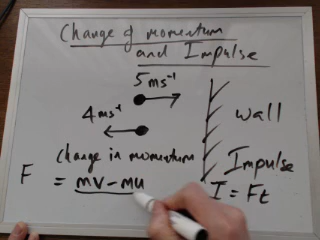 Change of momentum
and Impulse
5ms⁻¹
4ms⁻¹
wall
Change in momentum
F = mv - mu
Impulse
I = Ft